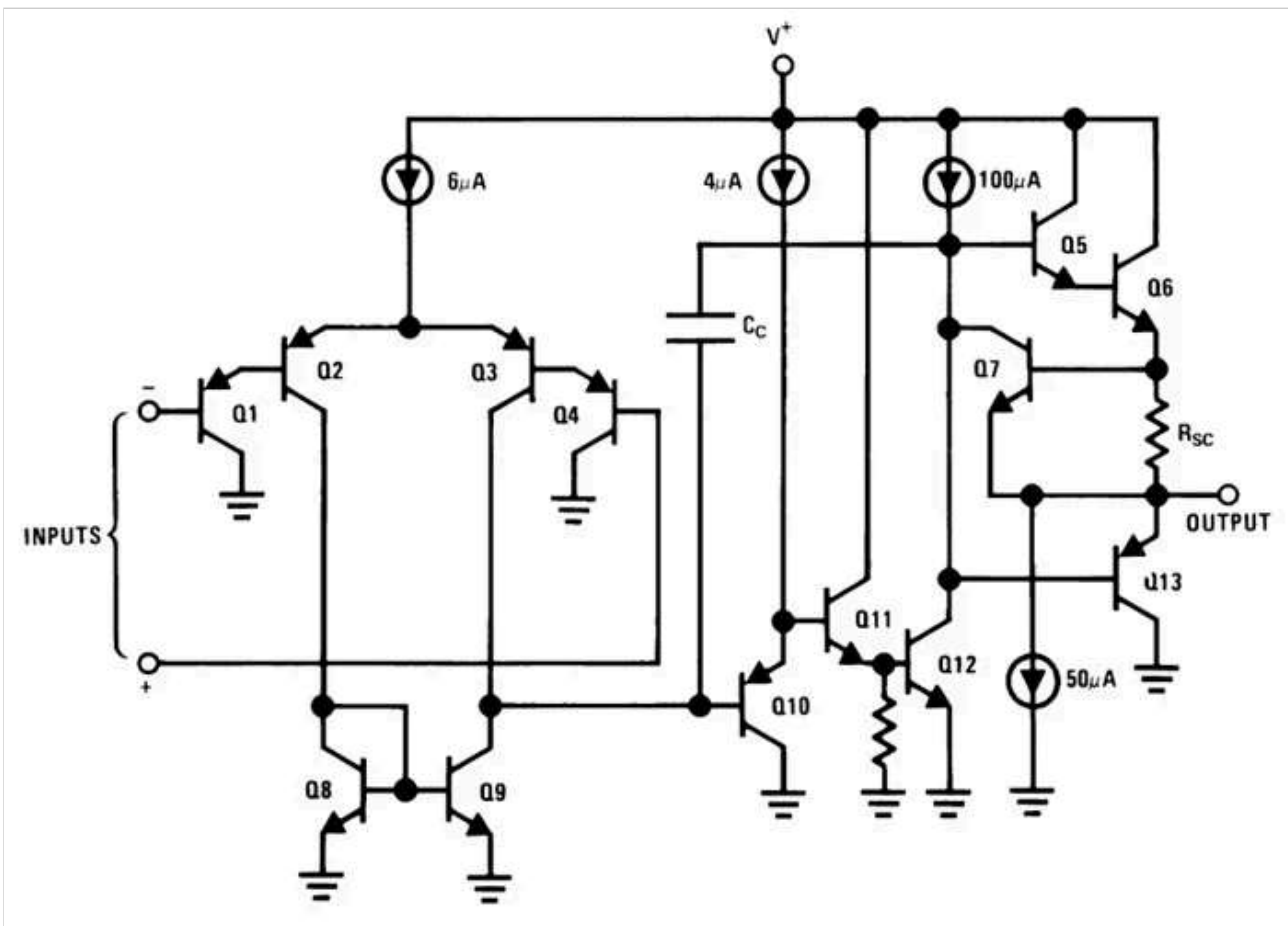 V+
6μA
4μA
100μA
Q5
Q6
CC
Q2
Q3
Q7
Q1
Q4
−
RSC
INPUTS
OUTPUT
Q13
Q11
Q12
50μA
+
Q10
Q8
Q9